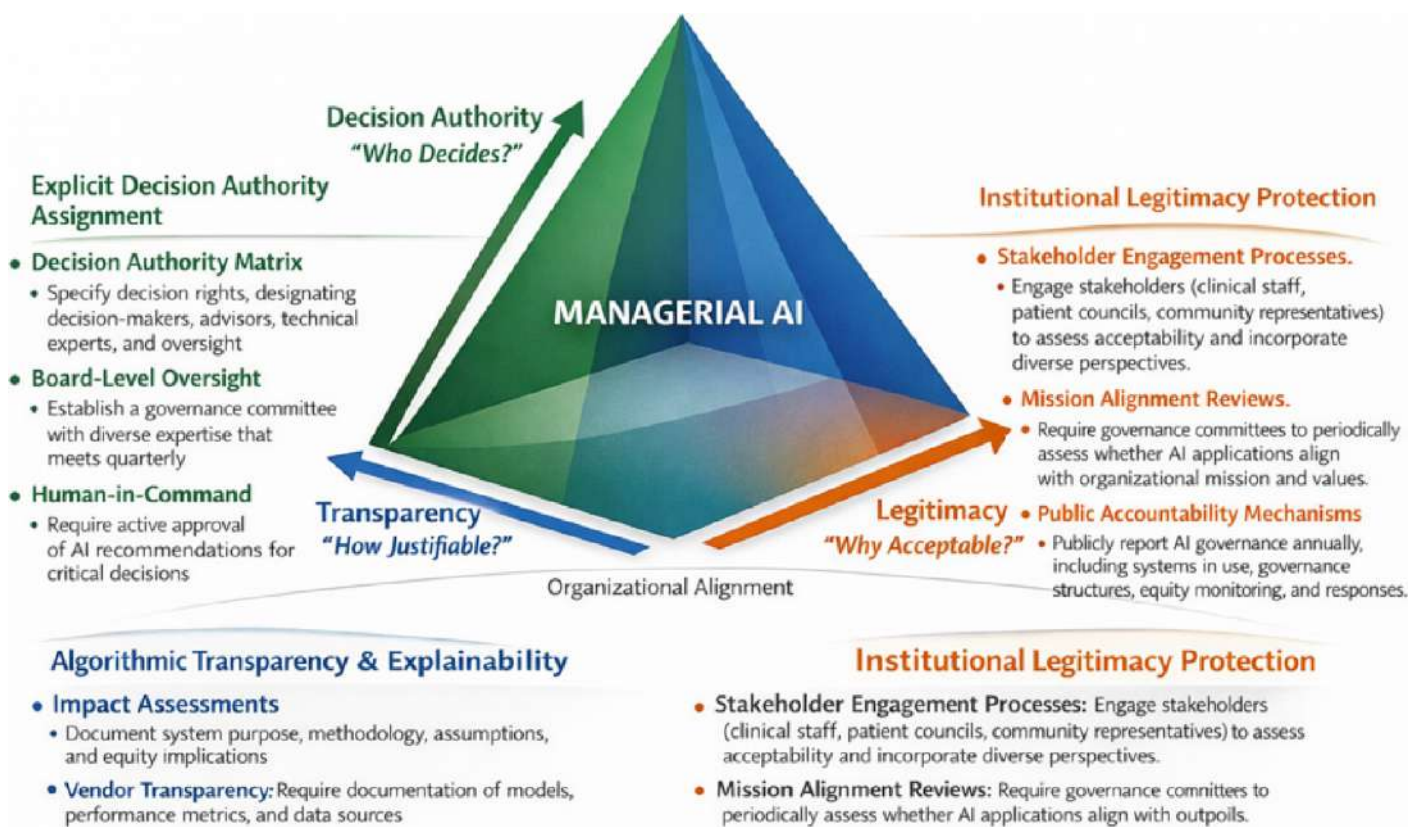 Decision Authority
"Who Decides?"
Explicit Decision Authority
Assignment
• Decision Authority Matrix
• Specify decision rights, designating
decision-makers, advisors, technical
experts, and oversight
• Board-Level Oversight
• Establish a governance committee
with diverse expertise that
meets quarterly
• Human-in-Command
• Require active approval
of AI recommendations for
critical decisions
MANAGERIAL AI
Transparency
"How Justifiable?"
Legitimacy
"Why Acceptable?"
Organizational Alignment
Institutional Legitimacy Protection
• Stakeholder Engagement Processes.
• Engage stakeholders (clinical staff,
patient councils, community representatives)
to assess acceptability and incorporate
diverse perspectives.
• Mission Alignment Reviews.
• Require governance committees to periodically
assess whether AI applications align
with organizational mission and values.
• Public Accountability Mechanisms
• Publicly report AI governance annually,
including systems in use, governance
structures, equity monitoring, and responses.
Algorithmic Transparency & Explainability
• Impact Assessments
• Document system purpose, methodology, assumptions,
and equity implications
• Vendor Transparency: Require documentation of models,
performance metrics, and data sources
Institutional Legitimacy Protection
• Stakeholder Engagement Processes: Engage stakeholders
(clinical staff, patient councils, community representatives) to assess
acceptability and incorporate diverse perspectives.
• Mission Alignment Reviews: Require governance comnitters to
periodically assess whether AI applications align with outpoils.